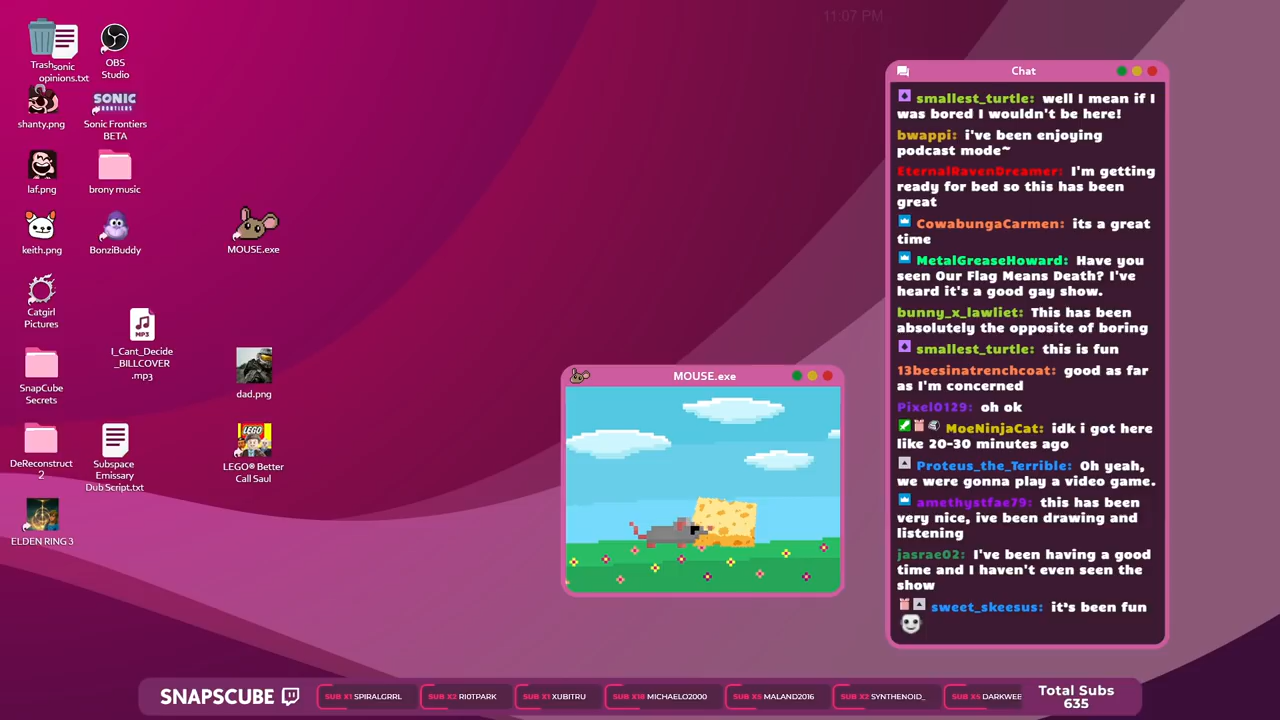 11:07 PM
Trash
sonic
opinions.txt
OBS
Studio
shanty.png
SONIC
FRONTIERS
Sonic Frontiers
BETA
laf.png
brony music
keith.png
BonziBuddy
MOUSE.exe
Catgirl
Pictures
MP3
I_Cant_Decide
_BILLCOVER
.mp3
SnapCube
Secrets
dad.png
DeReconstruct
2
Subspace
Emissary
Dub Script.txt
LEGO
LEGO® Better
Call Saul
ELDEN RING 3
MOUSE.exe
Chat
smallest_turtle: well I mean if I
was bored I wouldn't be here!
bwappi: i've been enjoying
podcast mode~
EternalRavenDreamer: I'm getting
ready for bed so this has been
great
CowabungaCarmen: its a great
time
MetalGreaseHoward: Have you
seen Our Flag Means Death? I've
heard it's a good gay show.
bunny_x_lawliet: This has been
absolutely the opposite of boring
smallest_turtle: this is fun
13beesinatrenchcoat: good as far
as I'm concerned
Pixel0129: oh ok
MoeNinjaCat: idk i got here
like 20-30 minutes ago
Proteus_the_Terrible: Oh yeah,
we were gonna play a video game.
amethystfae79: this has been
very nice, ive been drawing and
listening
jasrae02: I've been having a good
time and I haven't even seen the
show
sweet_skeesus: it's been fun
SNAPSCUBE
SUB X1 SPIRALGRRL
SUB X2 RI0TPARK
SUB X1 XUBITRU
SUB X18 MICHAELO2000
SUB X5 MALAND2016
SUB X2 SYNTHENOID_
SUB X5 DARKWEE
Total Subs
635